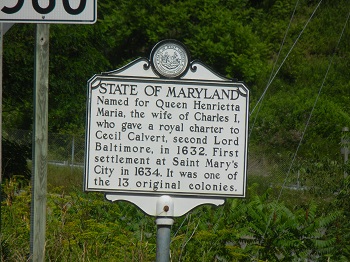 STATE OF MARYLAND
Named for Queen Henrietta
Maria, the wife of Charles I,
who gave a royal charter to
Cecil Calvert, second Lord
Baltimore, in 1632. First
settlement at Saint Mary's
City in 1634. It was one of
the 13 original colonies.